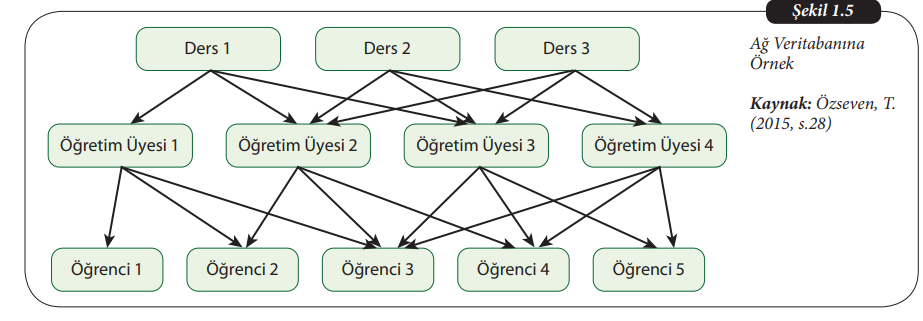 Şekil 1.5
Ağ Veritabanına
Örnek
Kaynak: Özseven, T.
(2015, s.28)
Ders 1
Ders 2
Ders 3
Öğretim Üyesi 1
Öğretim Üyesi 2
Öğretim Üyesi 3
Öğretim Üyesi 4
Öğrenci 1
Öğrenci 2
Öğrenci 3
Öğrenci 4
Öğrenci 5